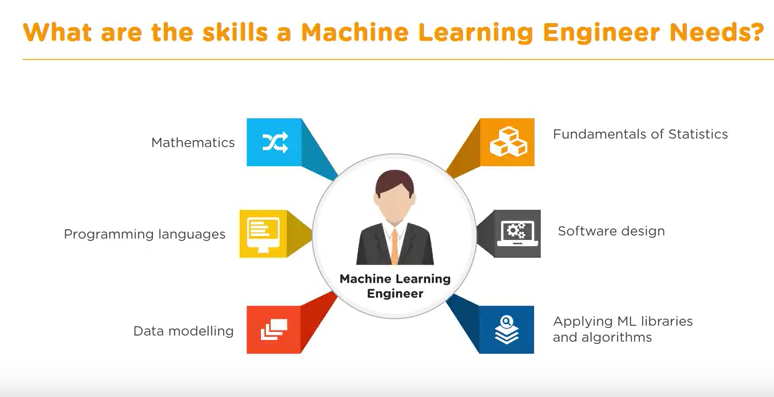 What are the skills a Machine Learning Engineer Needs?
Mathematics
Fundamentals of Statistics
Programming languages
Software design
Machine Learning
Engineer
Data modelling
Applying ML libraries
and algorithms